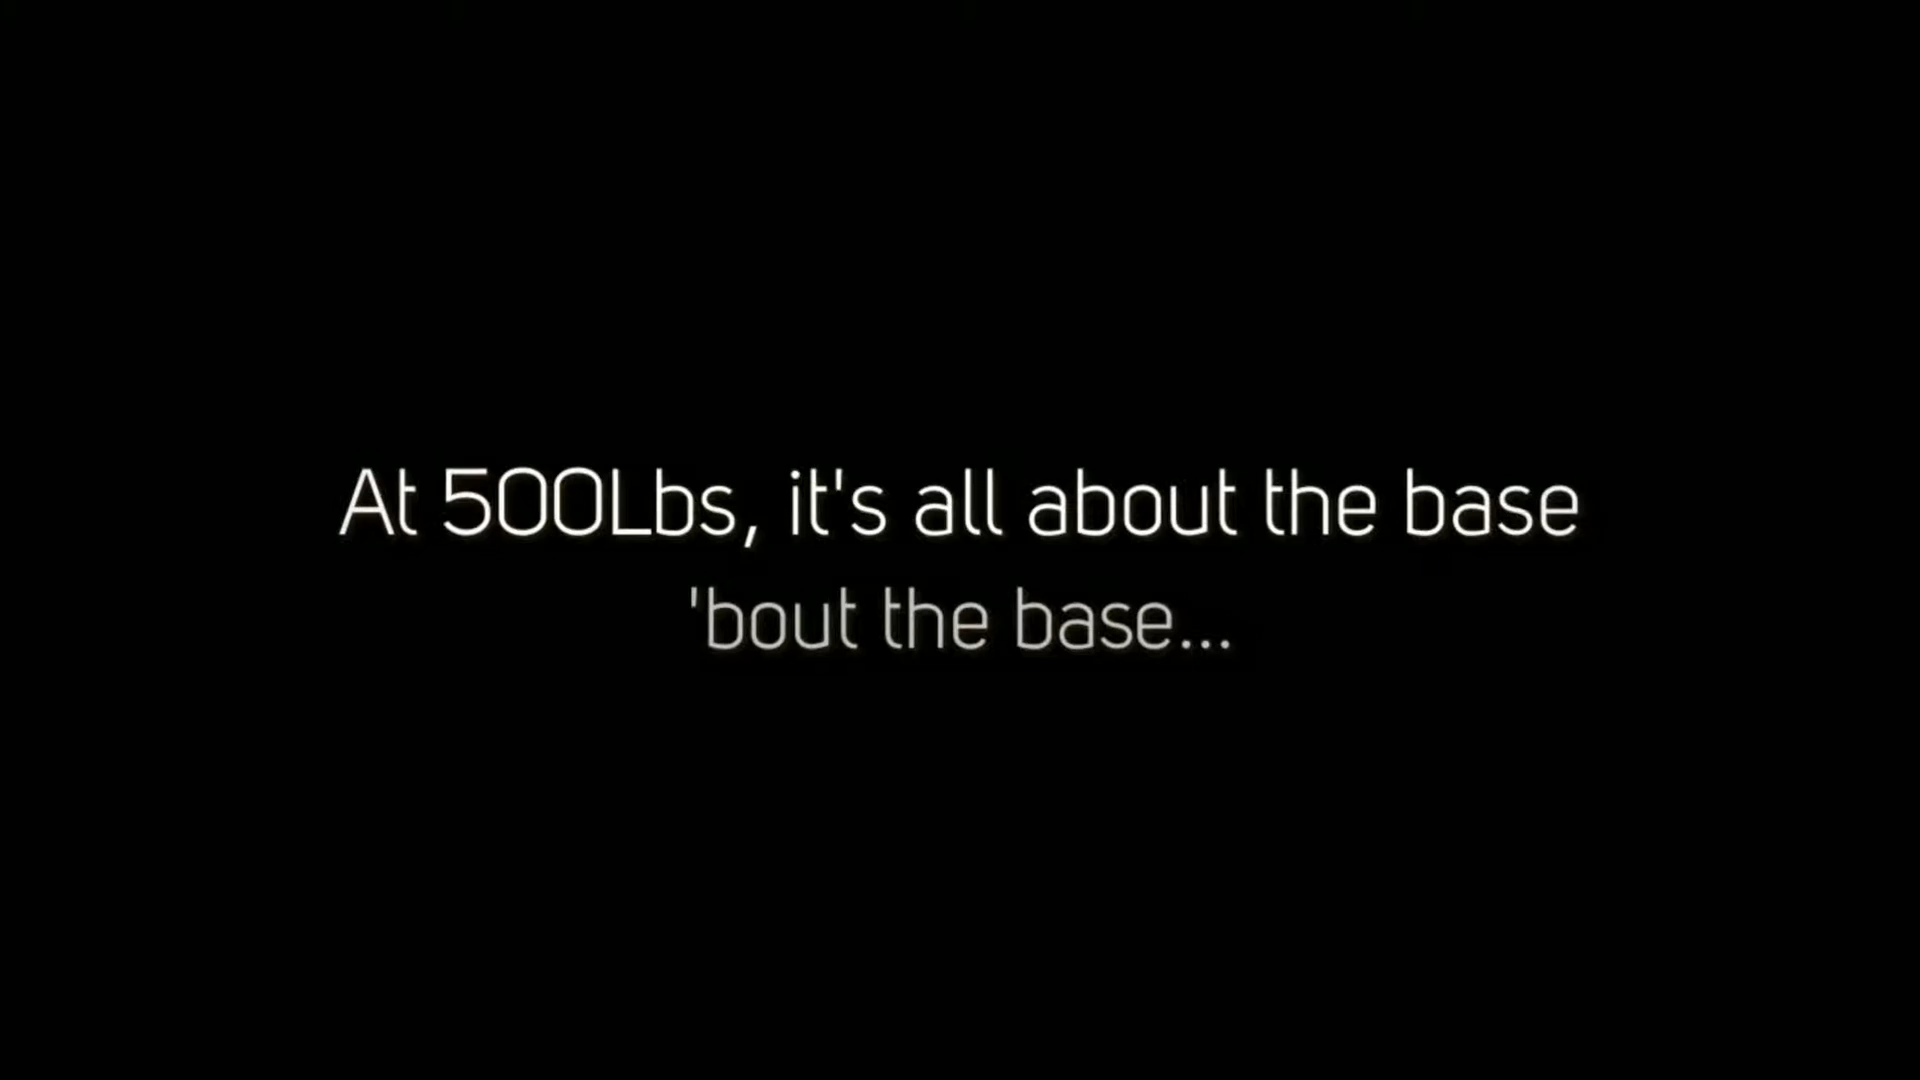 At 500Lbs, it's all about the base
'bout the base...